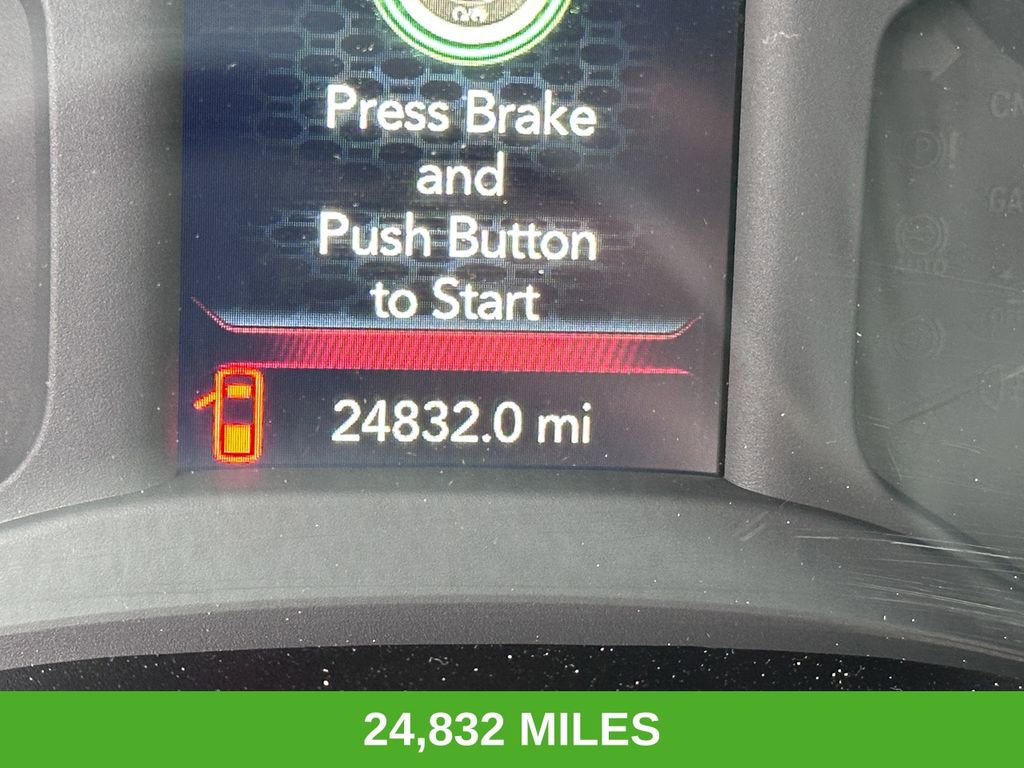 Press Brake
and
Push Button
to Start
24832.0 mi
24,832 MILES